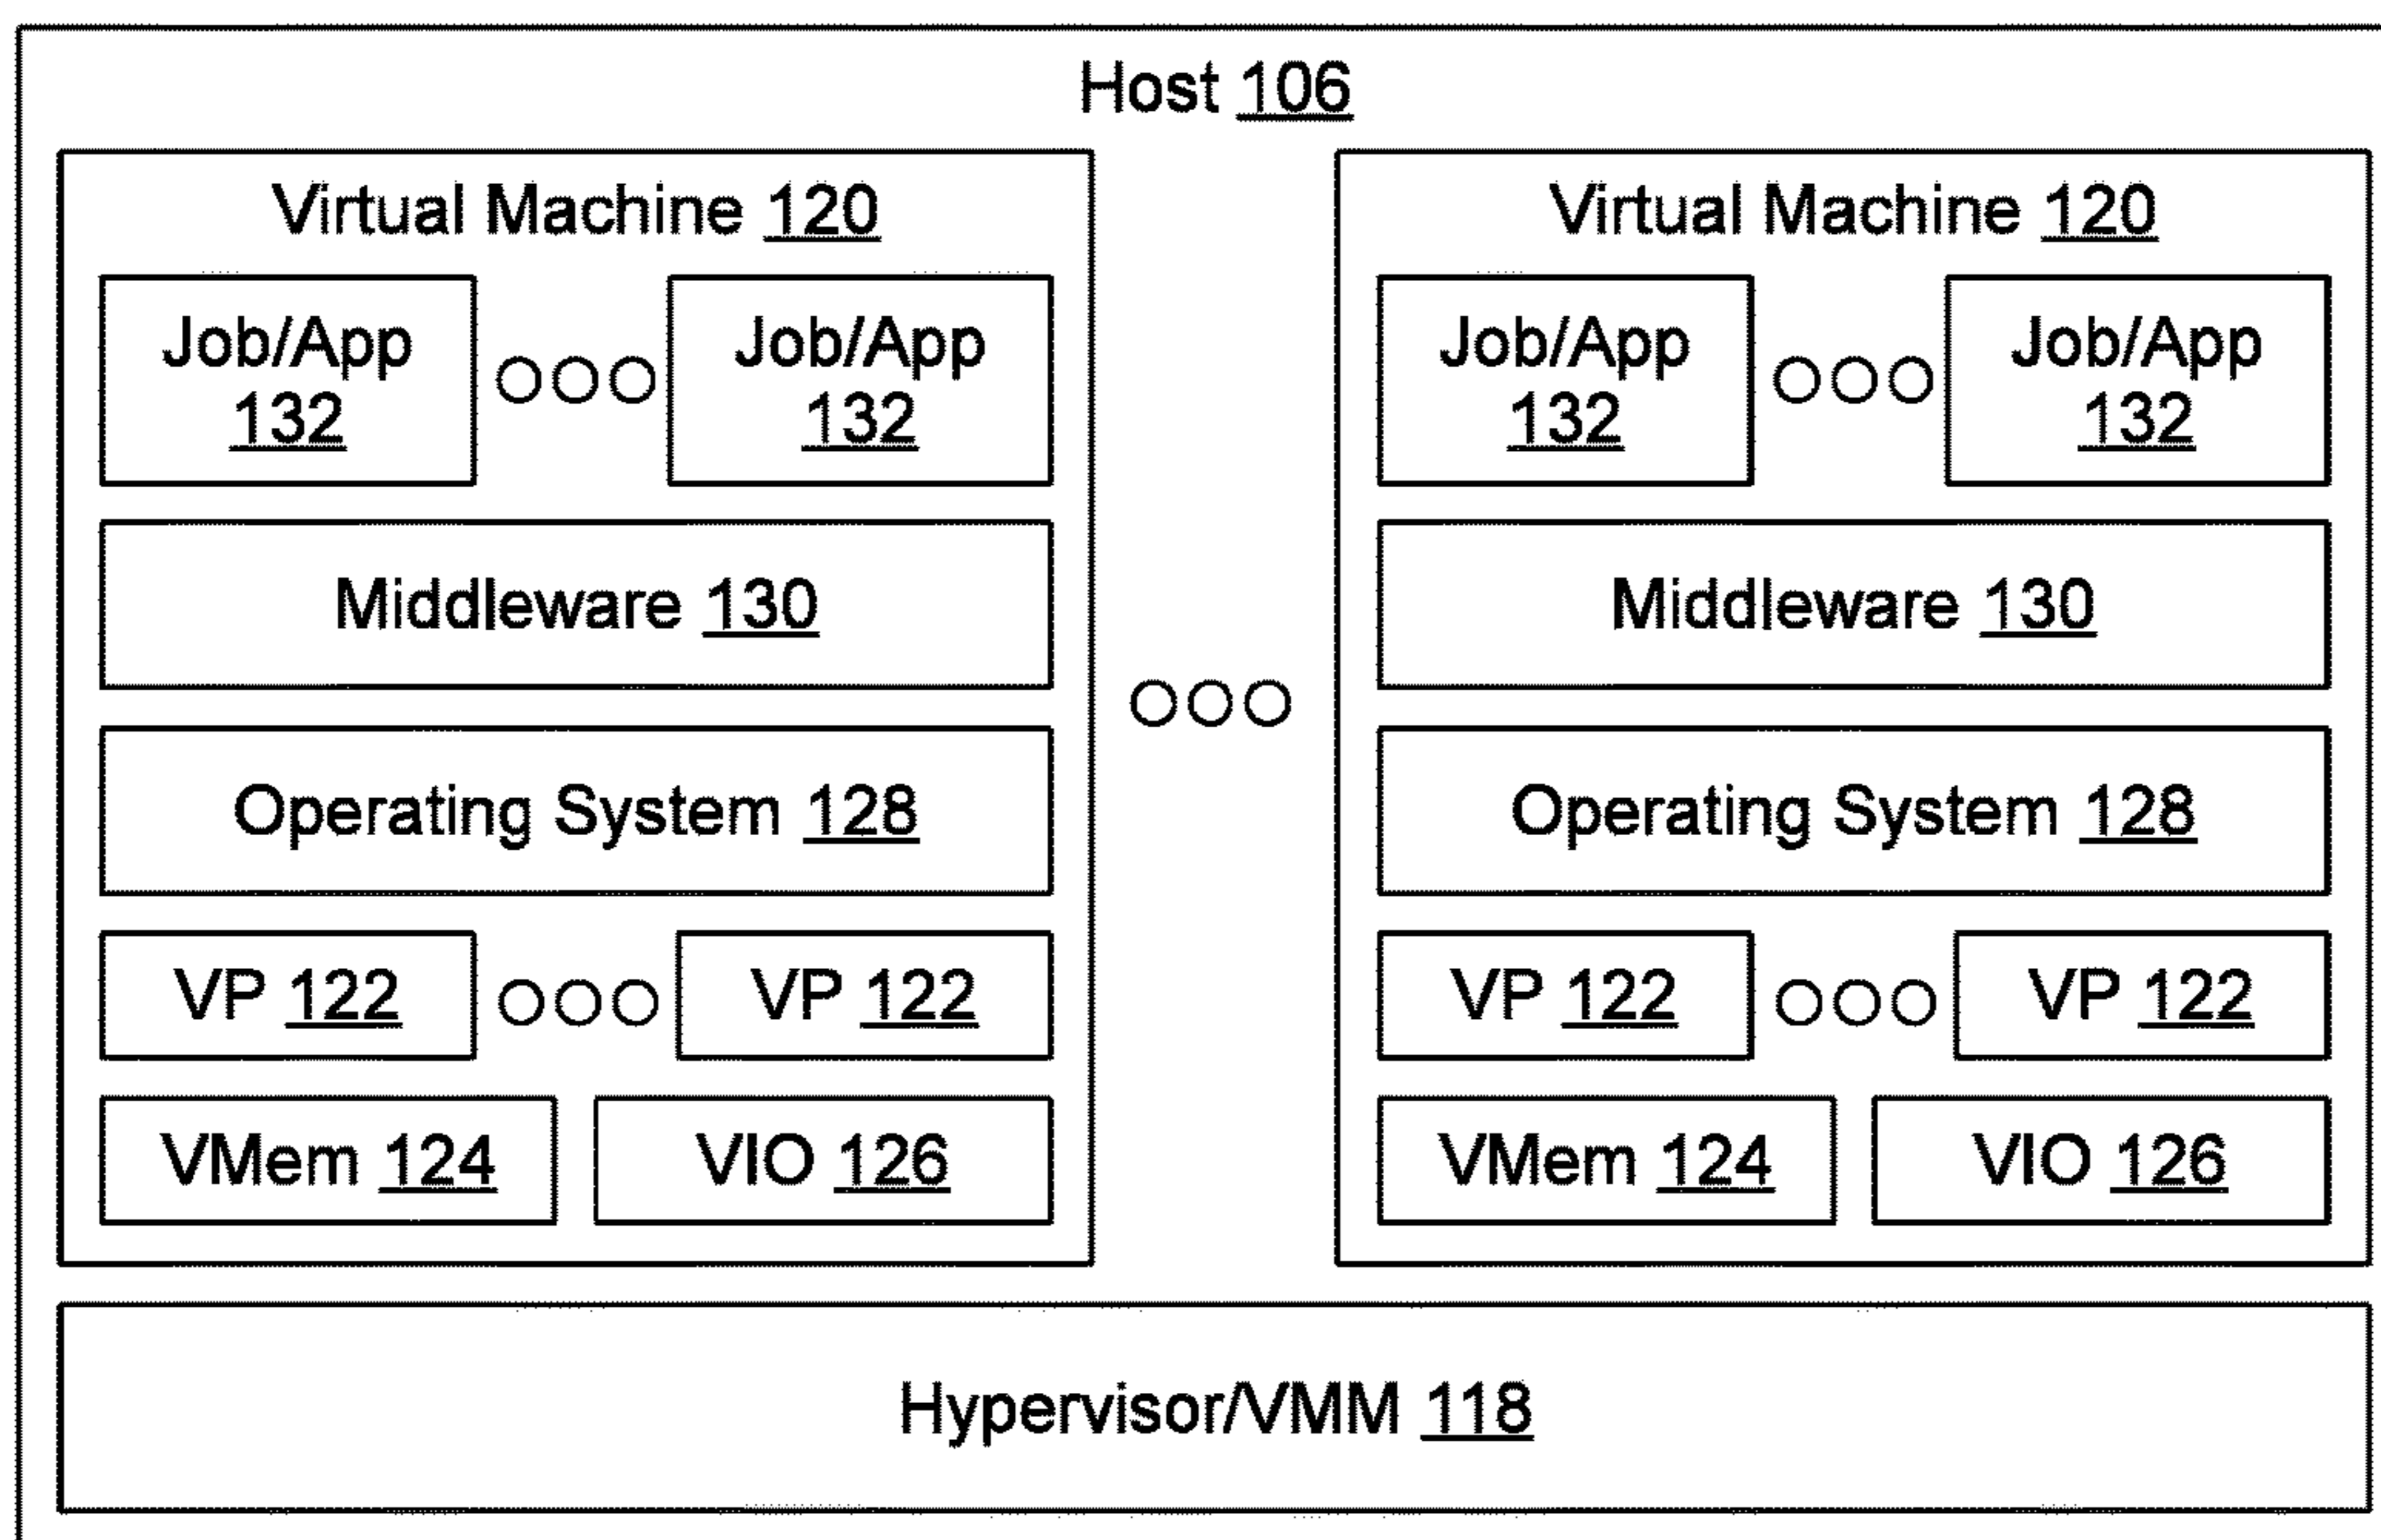 Host 106
Virtual Machine 120
Job/App
132
Job/App
132
Middleware 130
Operating System 128
VP 122
VP 122
VMem 124
VIO 126
Virtual Machine 120
Job/App
132
Job/App
132
Middleware 130
Operating System 128
VP 122
VP 122
VMem 124
VIO 126
Hypervisor/VMM 118